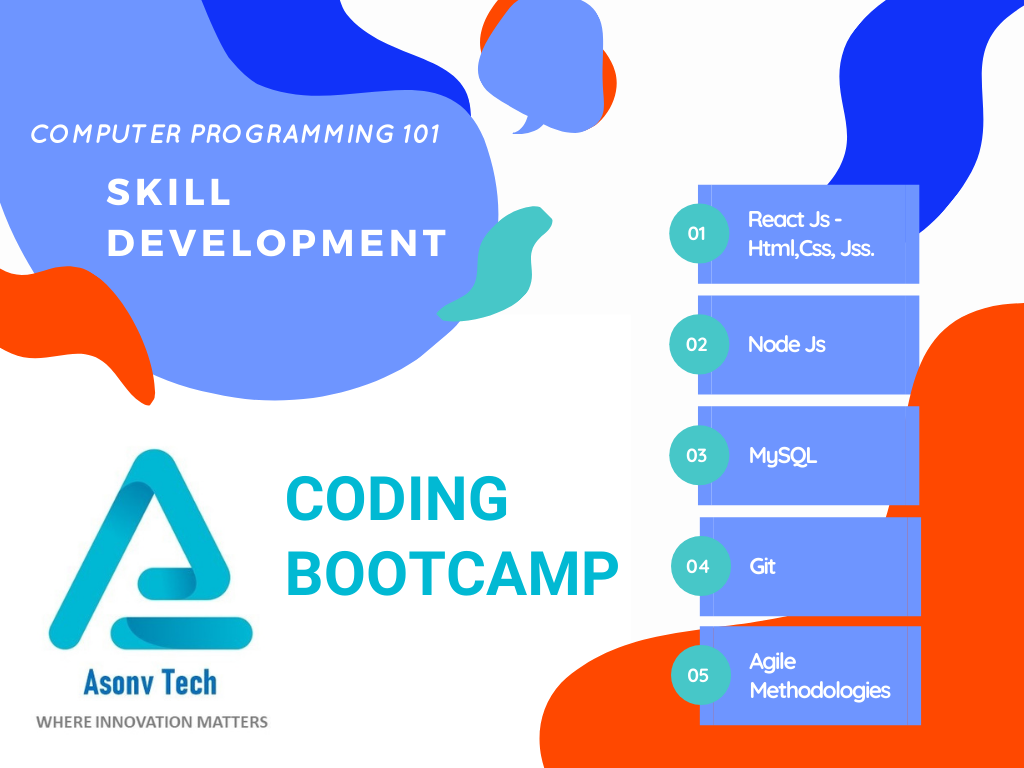 COMPUTER PROGRAMMING 101
SKILL
DEVELOPMENT
01
React Js -
Html,Css, Jss.
02
Node Js
03
MySQL
04
Git
05
Agile
Methodologies
CODING
BOOTCAMP
Asonv Tech
WHERE INNOVATION MATTERS